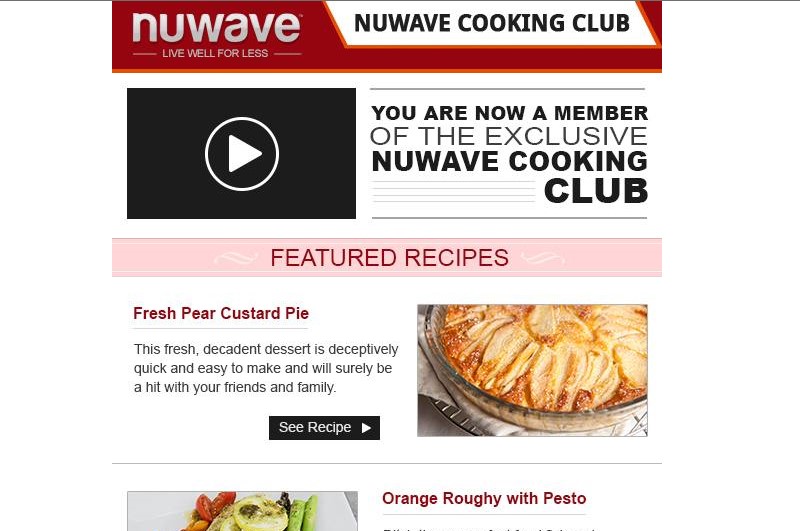 nuwave
LIVE WELL FOR LESS
NUWAVE COOKING CLUB
YOU ARE NOW A MEMBER
OF THE EXCLUSIVE
NUWAVE COOKING
CLUB
FEATURED RECIPES
Fresh Pear Custard Pie
This fresh, decadent dessert is deceptively
quick and easy to make and will surely be
a hit with your friends and family.
See Recipe
Orange Roughy with Pesto